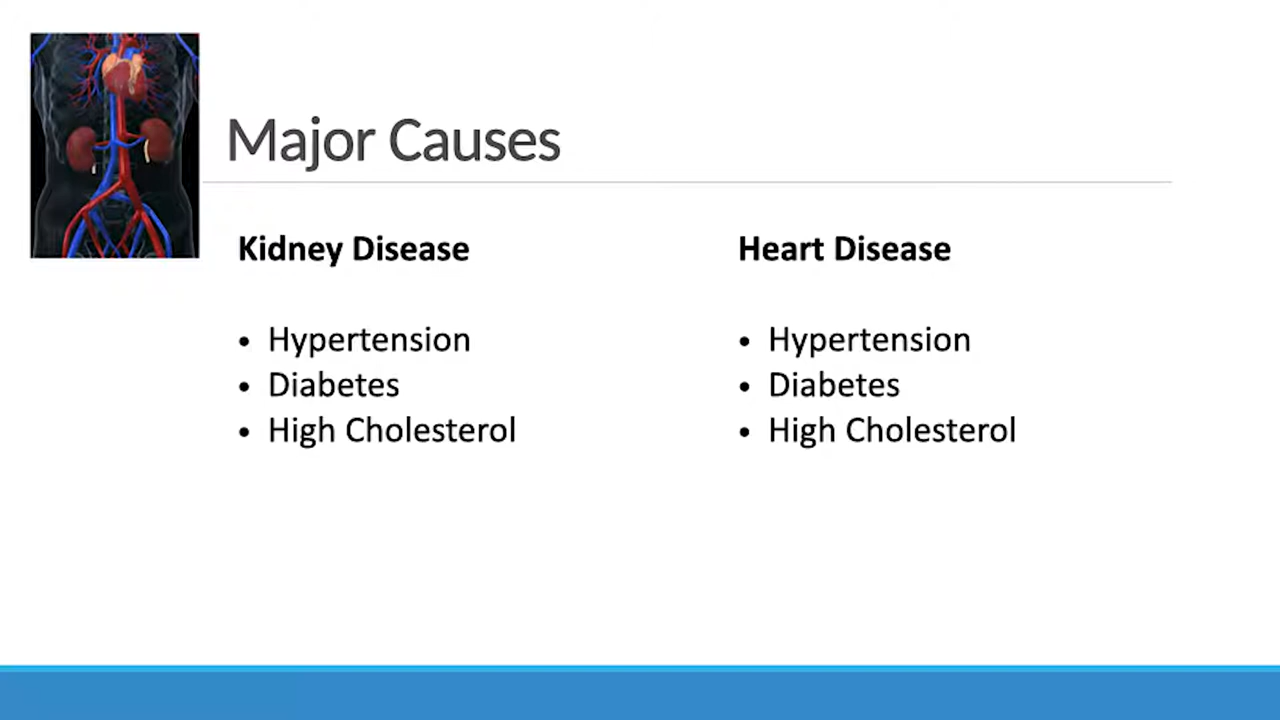 Major Causes
Kidney Disease
• Hypertension
• Diabetes
• High Cholesterol
Heart Disease
• Hypertension
• Diabetes
• High Cholesterol